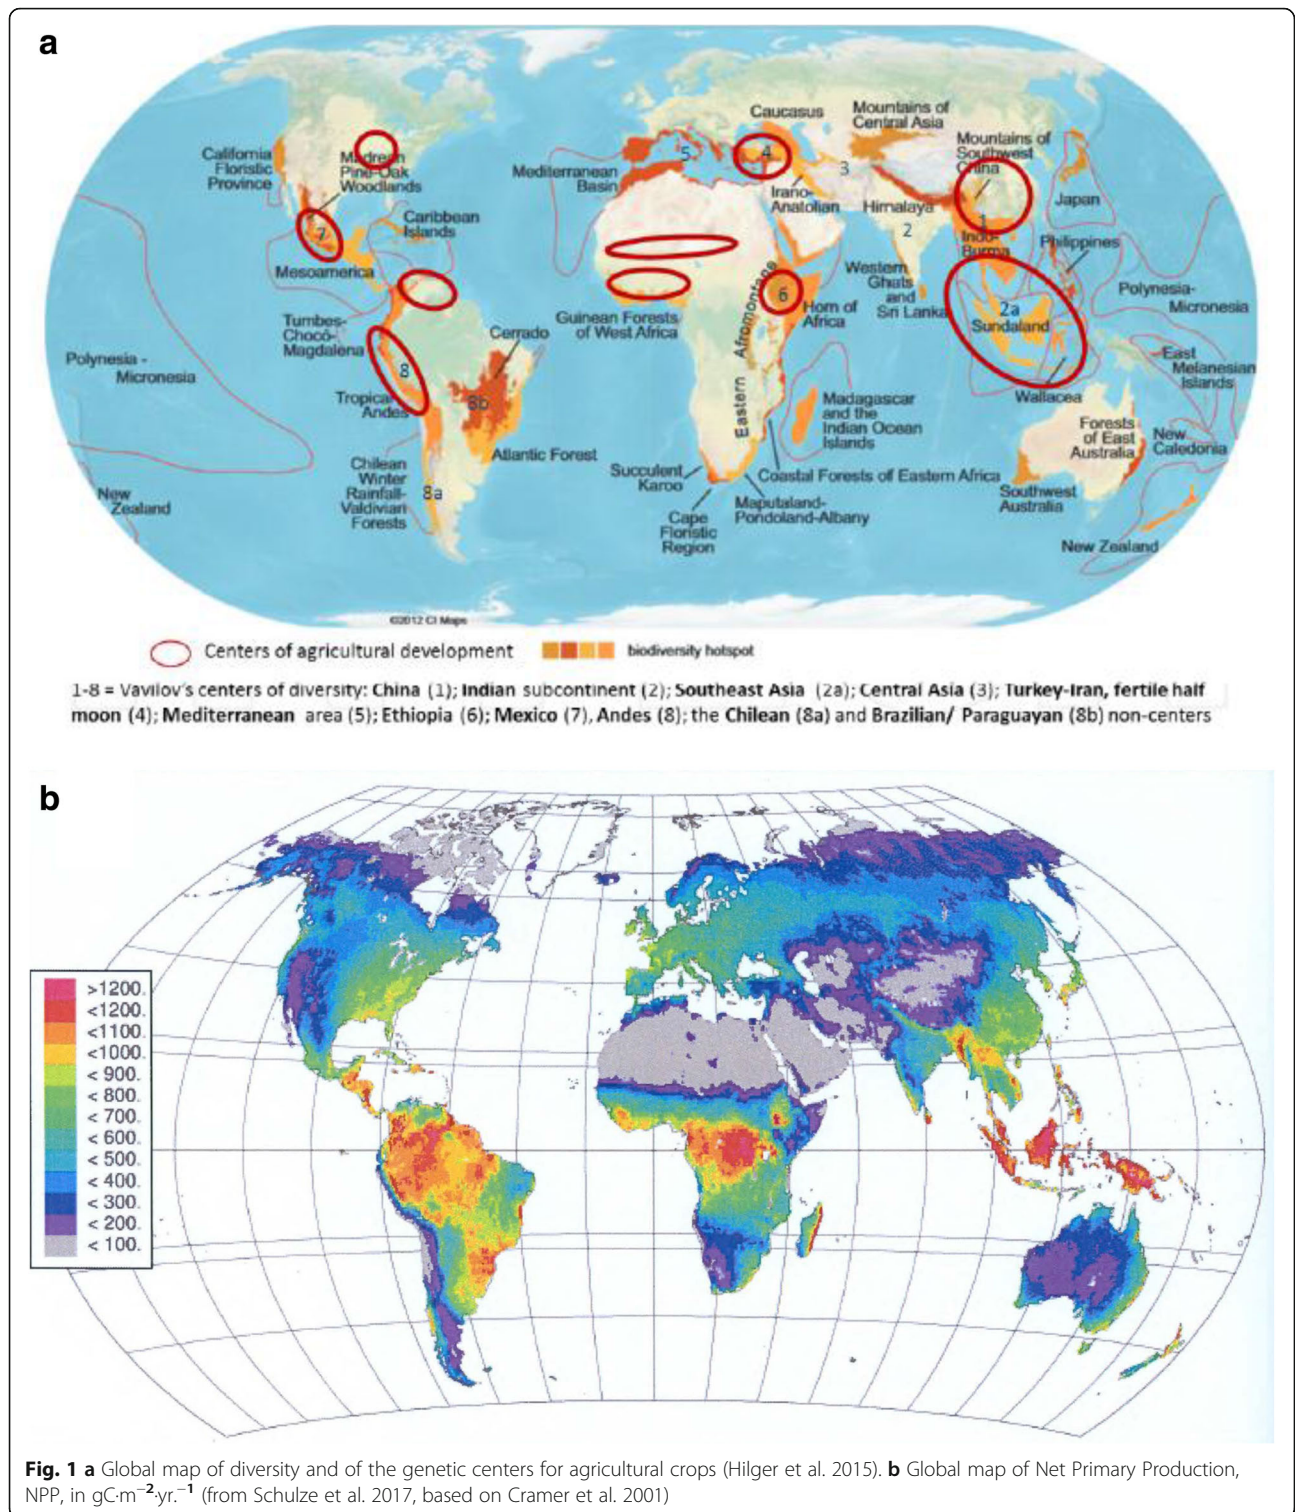 a
California
Floristic
Province
Madrean
Pine-Oak
Woodlands
Caribbean
Islands
7
Mesoamerica
Tumbes-
Chocó-
Magdalena
8
Tropical
Andes
Cerrado
8b
Atlantic Forest
Chilean
Winter
Rainfall-
Valdivian
Forests
8a
Polynesia -
Micronesia
New
Zealand
Mediterranean
Basin
5
Caucasus
4
Irano-
Anatolian
3
Mountains of
Central Asia
Mountains of
Southwest
China
1
Himalaya
2
Indo-
Burma
Japan
Philippines
Western
Ghats
and
Sri Lanka
2a
Sundaland
Wallacea
Polynesia-
Micronesia
East
Melanesian
Islands
Guinean Forests
of West Africa
6
Horn of
Africa
Eastern Afromontane
Madagascar
and the
Indian Ocean
Islands
Coastal Forests of Eastern Africa
Succulent
Karoo
Cape
Floristic
Region
Maputaland-
Pondoland-Albany
Forests
of East
Australia
New
Caledonia
Southwest
Australia
New Zealand
©2012 CI Maps
Centers of agricultural development
biodiversity hotspot
1-8 = Vavilov's centers of diversity: China (1); Indian subcontinent (2); Southeast Asia (2a); Central Asia (3); Turkey-Iran, fertile half
moon (4); Mediterranean area (5); Ethiopia (6); Mexico (7), Andes (8); the Chilean (8a) and Brazilian/ Paraguayan (8b) non-centers
b
>1200.
<1200.
<1100.
<1000.
< 900.
< 800.
< 700.
< 600.
< 500.
< 400.
< 300.
< 200.
< 100.
Fig. 1 a Global map of diversity and of the genetic centers for agricultural crops (Hilger et al. 2015). b Global map of Net Primary Production,
NPP, in gC·m⁻²·yr.⁻¹ (from Schulze et al. 2017, based on Cramer et al. 2001)